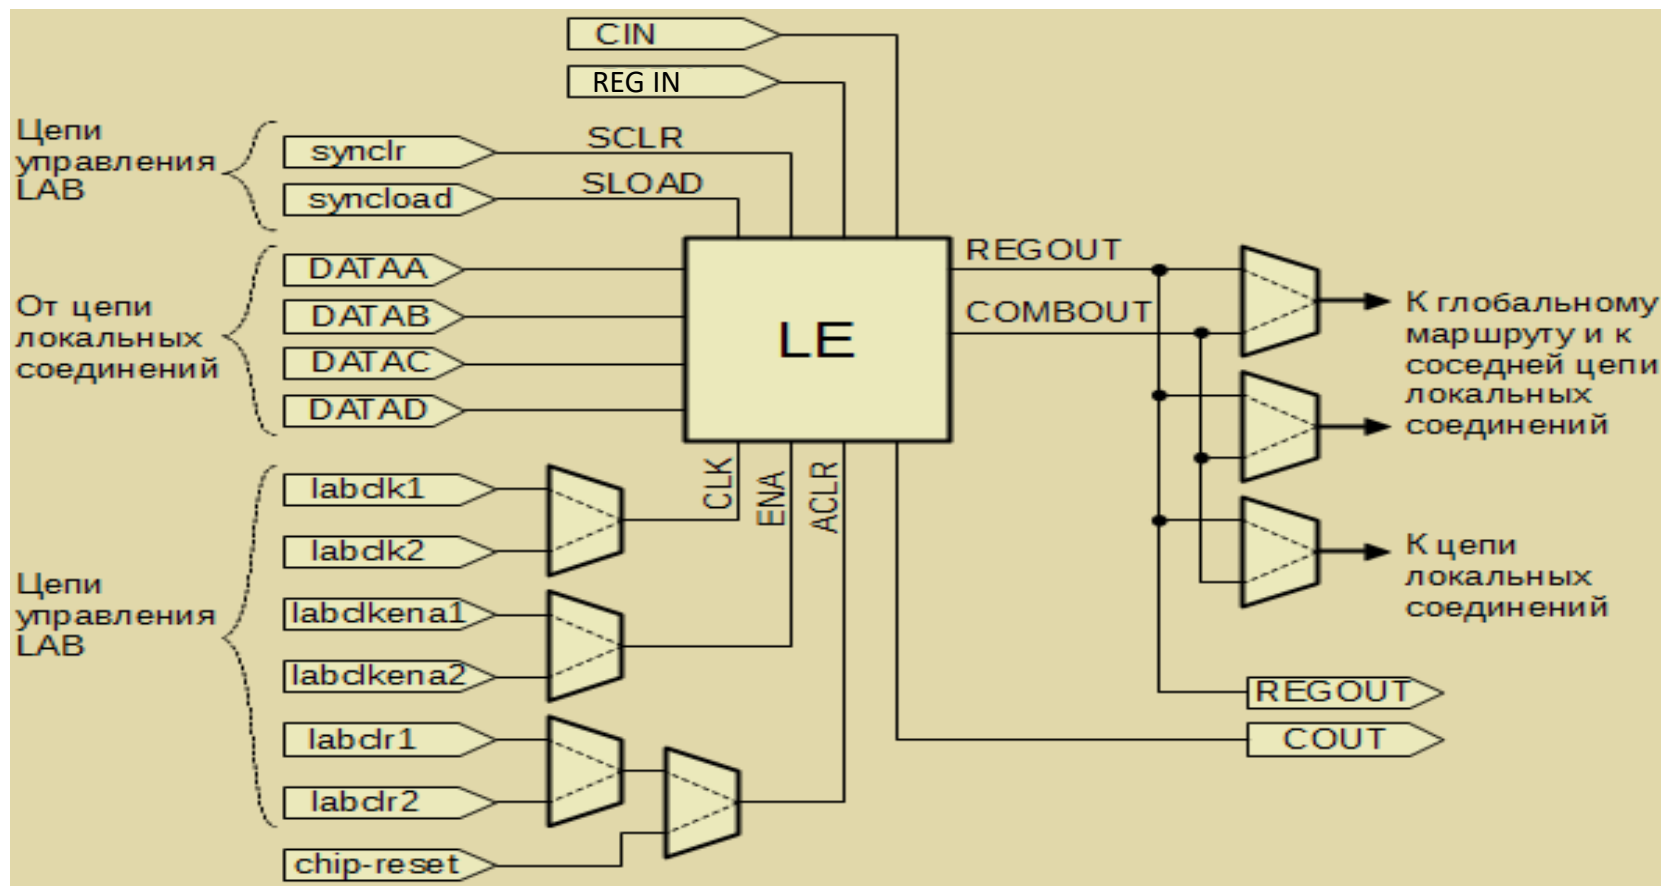 CIN
REG IN
Цепи
управления
LAB
synclr
SCLR
syncload
SLOAD
От цепи
локальных
соединений
DATAA
DATAB
DATAC
DATAD
LE
REGOUT
COMBOUT
К глобальному
маршруту и к
соседней цепи
локальных
соединений
CLK
ENA
ACLR
Цепи
управления
LAB
labclk1
labclk2
labclkena1
labclkena2
labclr1
labclr2
chip-reset
К цепи
локальных
соединений
REGOUT
COUT